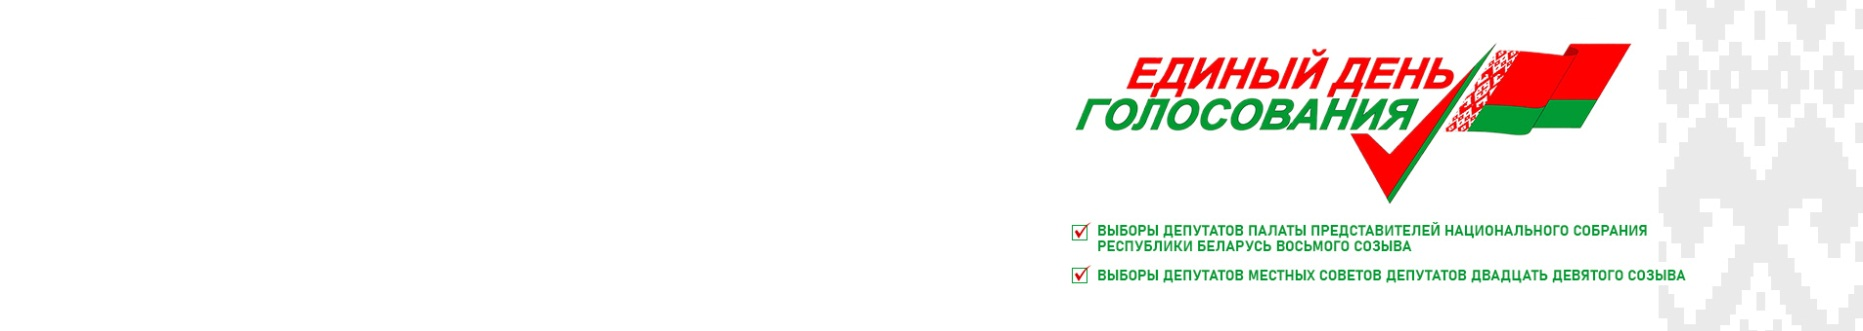 ЕДИНЫЙ ДЕНЬ
ГОЛОСОВАНИЯ
ВЫБОРЫ ДЕПУТАТОВ ПАЛАТЫ ПРЕДСТАВИТЕЛЕЙ НАЦИОНАЛЬНОГО СОБРАНИЯ
РЕСПУБЛИКИ БЕЛАРУСЬ ВОСЬМОГО СОЗЫВА
ВЫБОРЫ ДЕПУТАТОВ МЕСТНЫХ СОВЕТОВ ДЕПУТАТОВ ДВАДЦАТЬ ДЕВЯТОГО СОЗЫВА